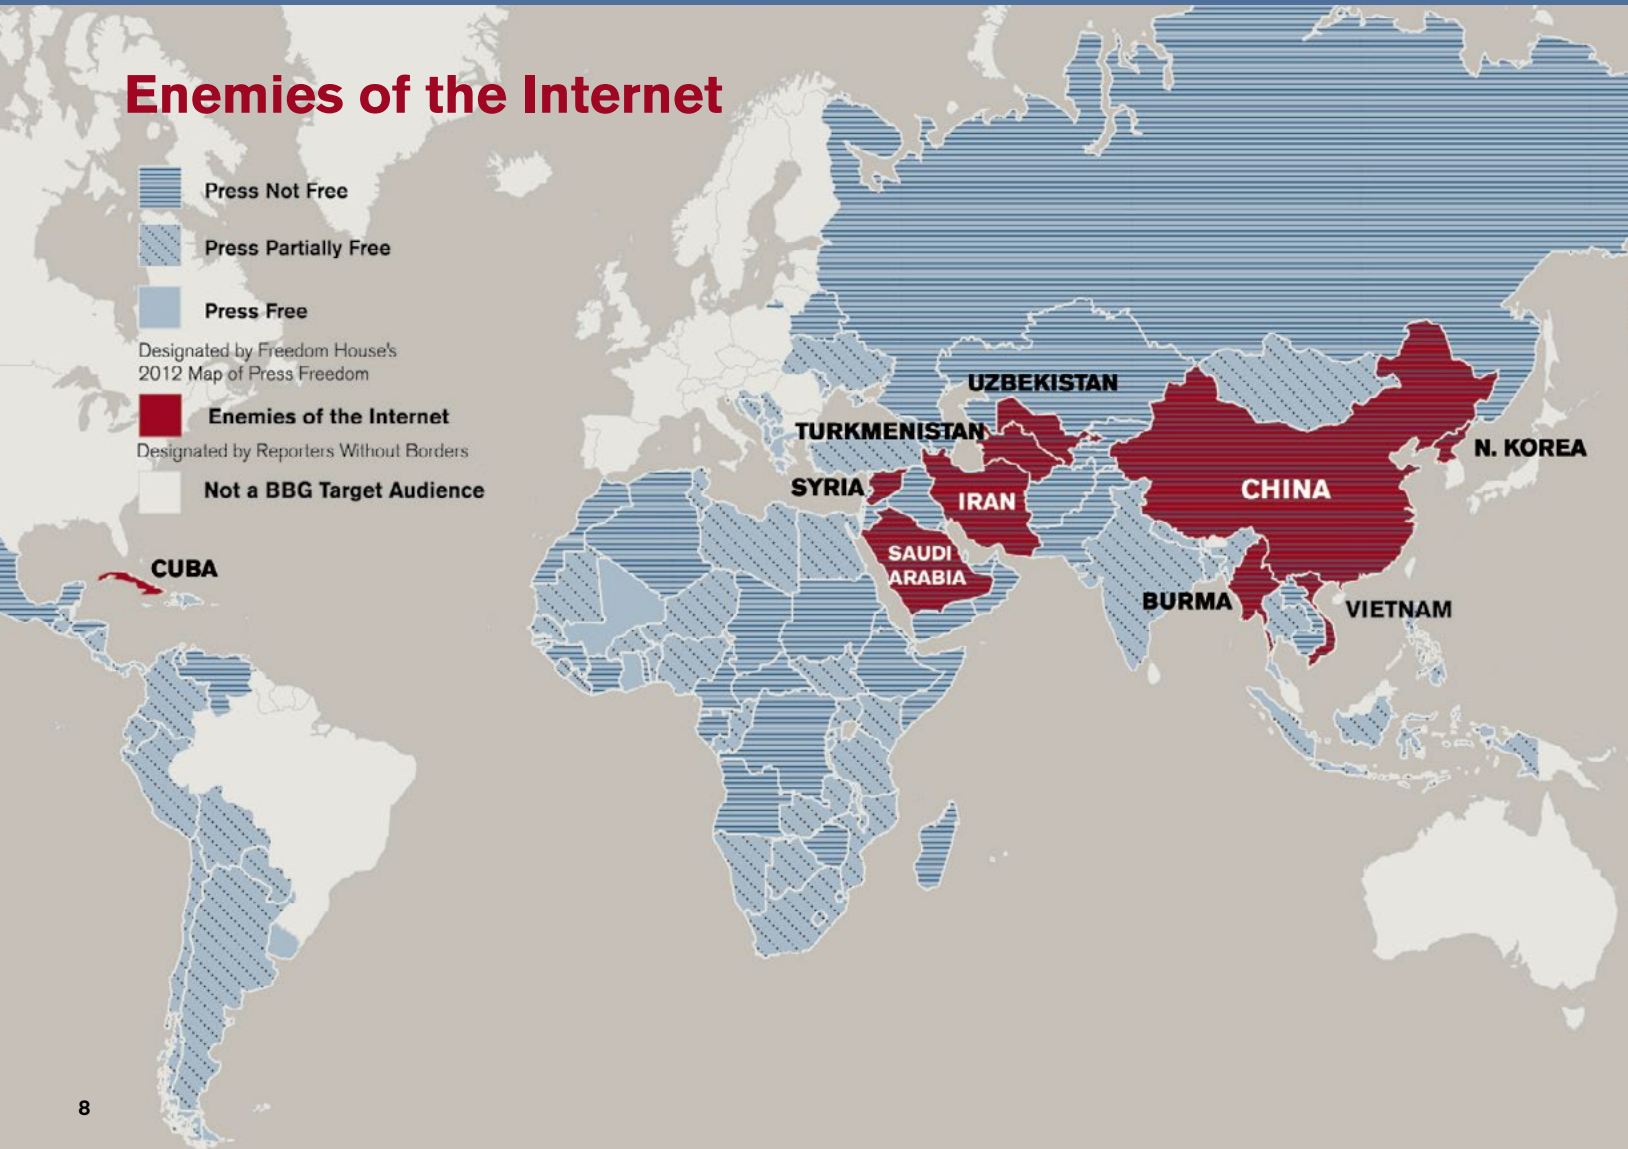 Enemies of the Internet
Press Not Free
Press Partially Free
Press Free
Designated by Freedom House's
2012 Map of Press Freedom
Enemies of the Internet
Designated by Reporters Without Borders
Not a BBG Target Audience
UZBEKISTAN
TURKMENISTAN
N. KOREA
SYRIA
IRAN
CHINA
SAUDI
ARABIA
CUBA
BURMA
VIETNAM
8